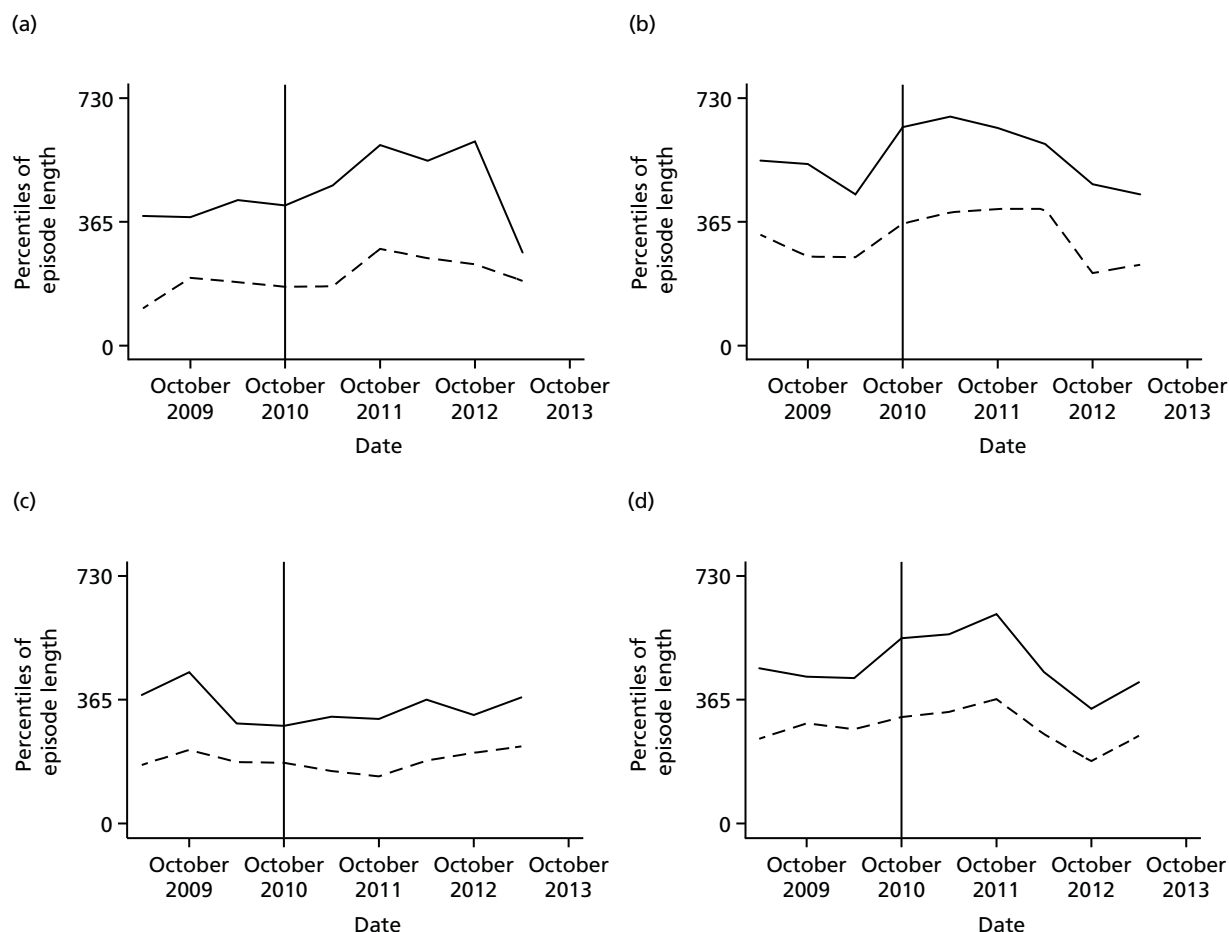 (a)
730
365
0
Percentiles of
episode length
October
2009
October
2010
October
2011
October
2012
October
2013
Date
(b)
730
365
0
Percentiles of
episode length
October
2009
October
2010
October
2011
October
2012
October
2013
Date
(c)
730
365
0
Percentiles of
episode length
October
2009
October
2010
October
2011
October
2012
October
2013
Date
(d)
730
365
0
Percentiles of
episode length
October
2009
October
2010
October
2011
October
2012
October
2013
Date